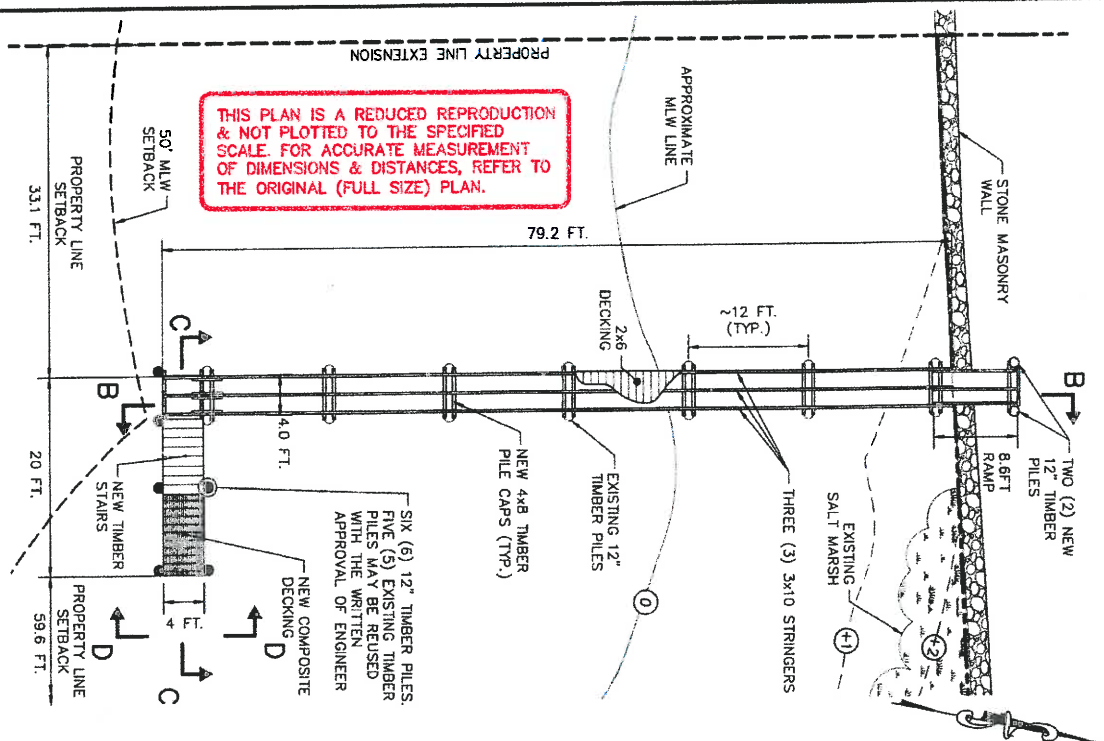 PROPERTY LINE EXTENSION
THIS PLAN IS A REDUCED REPRODUCTION
& NOT PLOTTED TO THE SPECIFIED
SCALE. FOR ACCURATE MEASUREMENT
OF DIMENSIONS & DISTANCES, REFER TO
THE ORIGINAL (FULL SIZE) PLAN.
APPROXIMATE
MLW LINE
STONE MASONRY
WALL
50' MLW
SETBACK
PROPERTY LINE
SETBACK
33.1 FT.
79.2 FT.
~12 FT.
(TYP.)
2x6
DECKING
C
B
B
4.0 FT.
TWO (2) NEW
12" TIMBER
PILES
8.6FT
RAMP
20 FT.
NEW TIMBER
STAIRS
NEW 4x8 TIMBER
PILE CAPS (TYP.)
EXISTING 12"
TIMBER PILES
THREE (3) 3x10 STRINGERS
EXISTING
SALT MARSH
SIX (6) 12" TIMBER PILES.
FIVE (5) EXISTING TIMBER
PILES MAY BE REUSED
WITH THE WRITTEN
APPROVAL OF ENGINEER
NEW COMPOSITE
DECKING
0
+1
+2
4 FT.
D
D
C
PROPERTY LINE
SETBACK
59.6 FT.